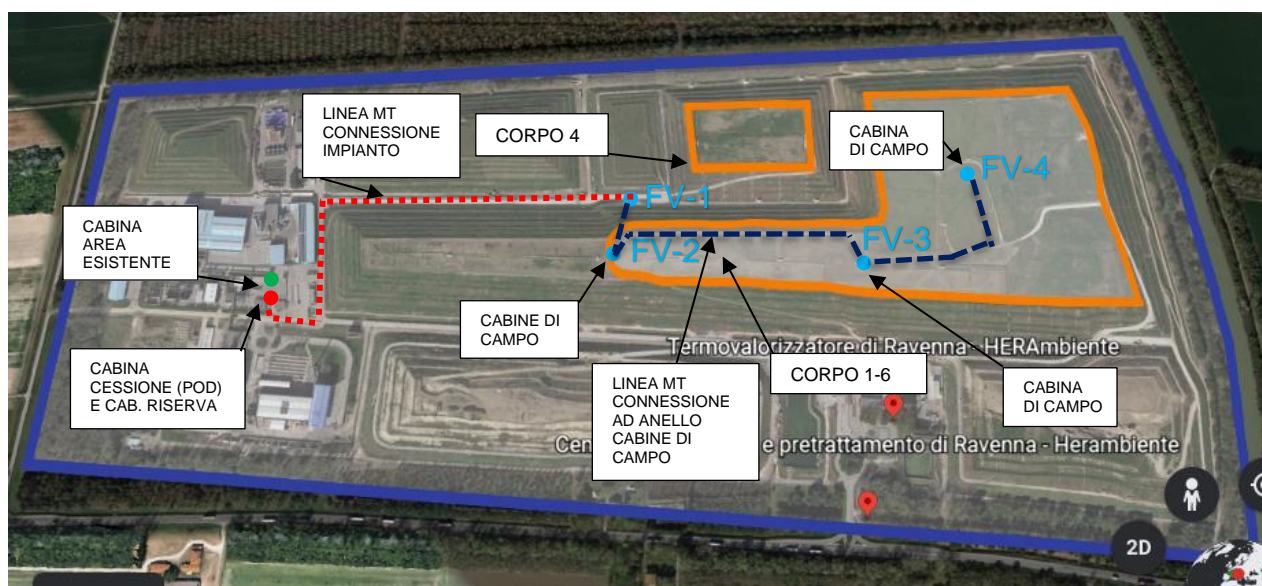 LINEA MT
CONNESSIONE
IMPIANTO
CORPO 4
CABINA
DI CAMPO
FV-4
FV-1
CABINA
AREA
ESISTENTE
FV-2
FV-3
CABINE DI
CAMPO
Termovalorizzatore di Ravenna - HERAmbiente
CABINA
CESSIONE (POD)
E CAB. RISERVA
LINEA MT
CONNESSIONE
AD ANELLO
CABINE DI
CAMPO
CORPO 1-6
CABINA
DI CAMPO
e pretrattamento di Ravenna - Herambiente
2D